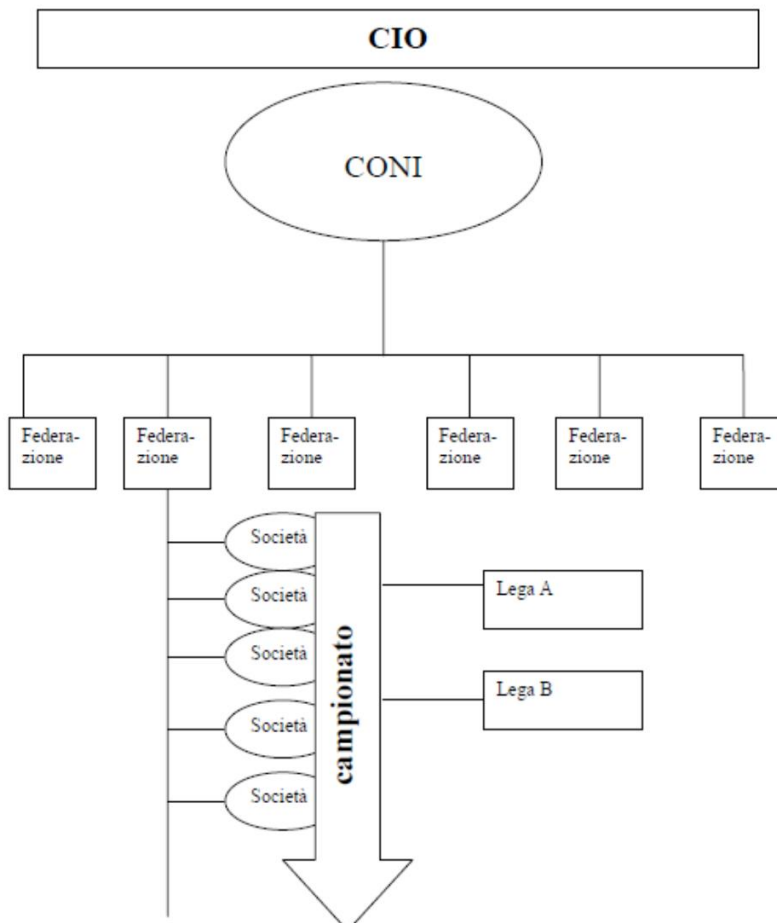 CIO
CONI
Federa-
zione
Federa-
zione
Federa-
zione
Federa-
zione
Federa-
zione
Federa-
zione
Società
Società
Società
Società
Società
campionato
Lega A
Lega B